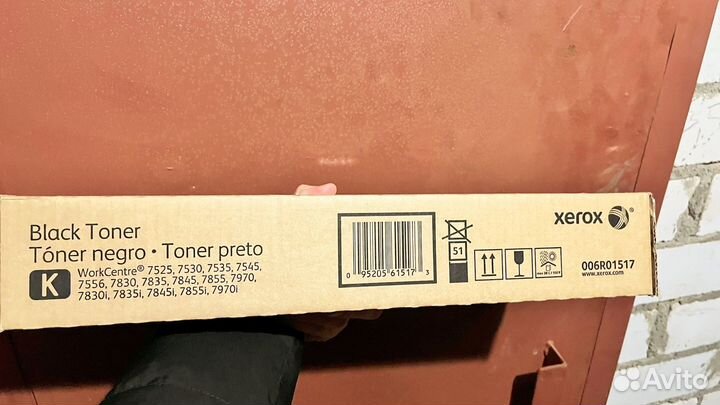 Black Toner
Tóner negro • Toner preto
K
WorkCentre® 7525, 7530, 7535, 7545,
7556, 7830, 7835, 7845, 7855, 7970,
7830i, 7835i, 7845i, 7855i, 7970i
0 95205 61517 3
51
xerox
006R01517
www.xerox.com
Avito